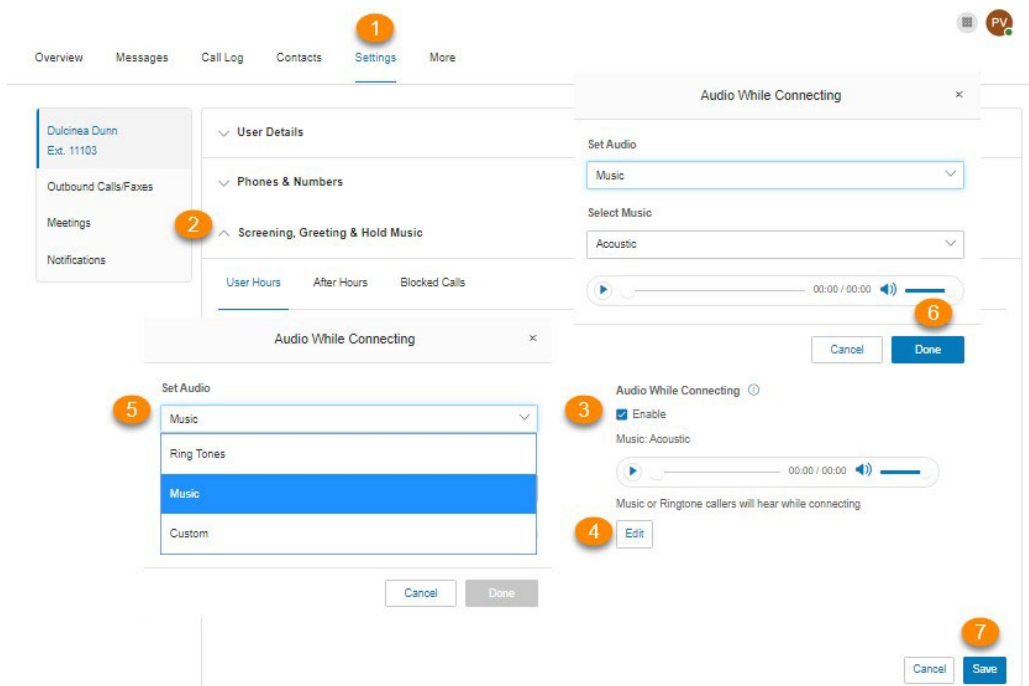 1
PV
Overview Messages Call Log Contacts Settings More
Audio While Connecting ×
Dulcinea Dunn
Ext. 11103
Outbound Calls/Faxes
Meetings
Notifications
User Details
Phones & Numbers
2
Screening, Greeting & Hold Music
User Hours After Hours Blocked Calls
Set Audio
Music
Select Music
Acoustic
00:00 / 00:00
6
Cancel Done
Audio While Connecting ×
Set Audio
5
Music
Ring Tones
Music
Custom
Cancel Done
Audio While Connecting
3
Enable
Music: Acoustic
00:00 / 00:00
Music or Ringtone callers will hear while connecting
4
Edit
7
Cancel Save